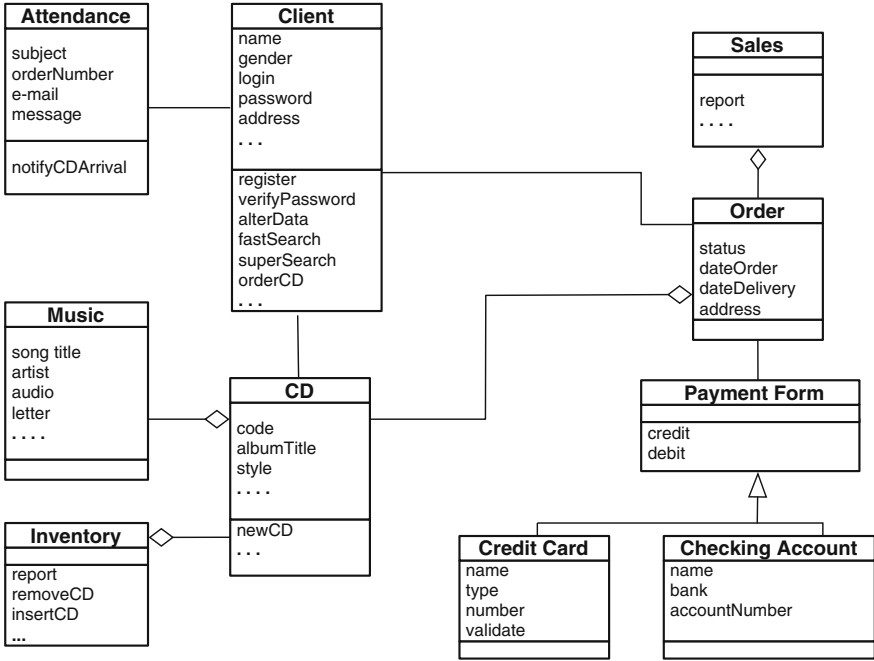 Attendance
subject
orderNumber
e-mail
message
notifyCDArrival
Client
name
gender
login
password
address
. . .
register
verifyPassword
alterData
fastSearch
superSearch
orderCD
. . .
Sales
report
. . . .
Order
status
dateOrder
dateDelivery
address
Music
song title
artist
audio
letter
. . . .
CD
code
albumTitle
style
. . . .
newCD
. . .
Payment Form
credit
debit
Inventory
report
removeCD
insertCD
...
Credit Card
name
type
number
validate
Checking Account
name
bank
accountNumber